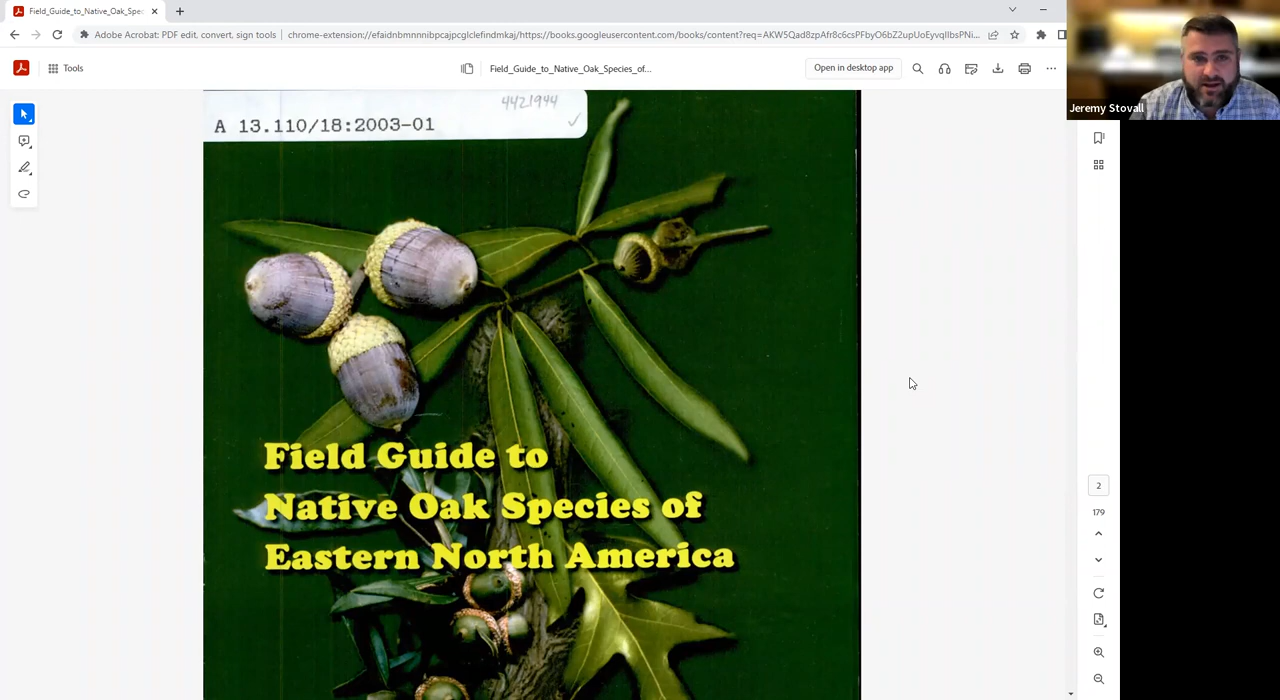 Field_Guide_to_Native_Oak_Spec
Adobe Acrobat: PDF edit, convert, sign tools
chrome-extension://efaidnbmnnnibpcajpcglclefindmkaj/https://books.googleusercontent.com/books/content?req=AKW5Qad8zpAfr8c6csPFbyO6bZ2upUoEyvqlIbsPNi...
Tools
Field_Guide_to_Native_Oak_Species_of...
Open in desktop app
Jeremy Stovall
4421944
A 13.110/18:2003-01
Field Guide to
Native Oak Species of
Eastern North America
2
179